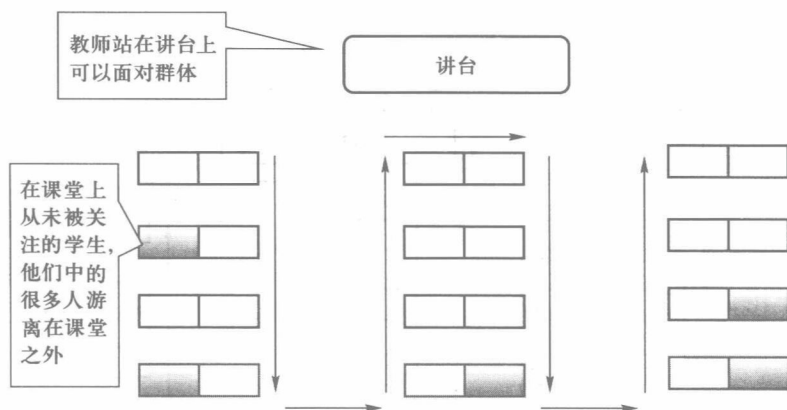 教师站在讲台上
可以面对群体
讲台
在课堂上
从未被关
注的学生,
他们中的
很多人游
离在课堂
之外